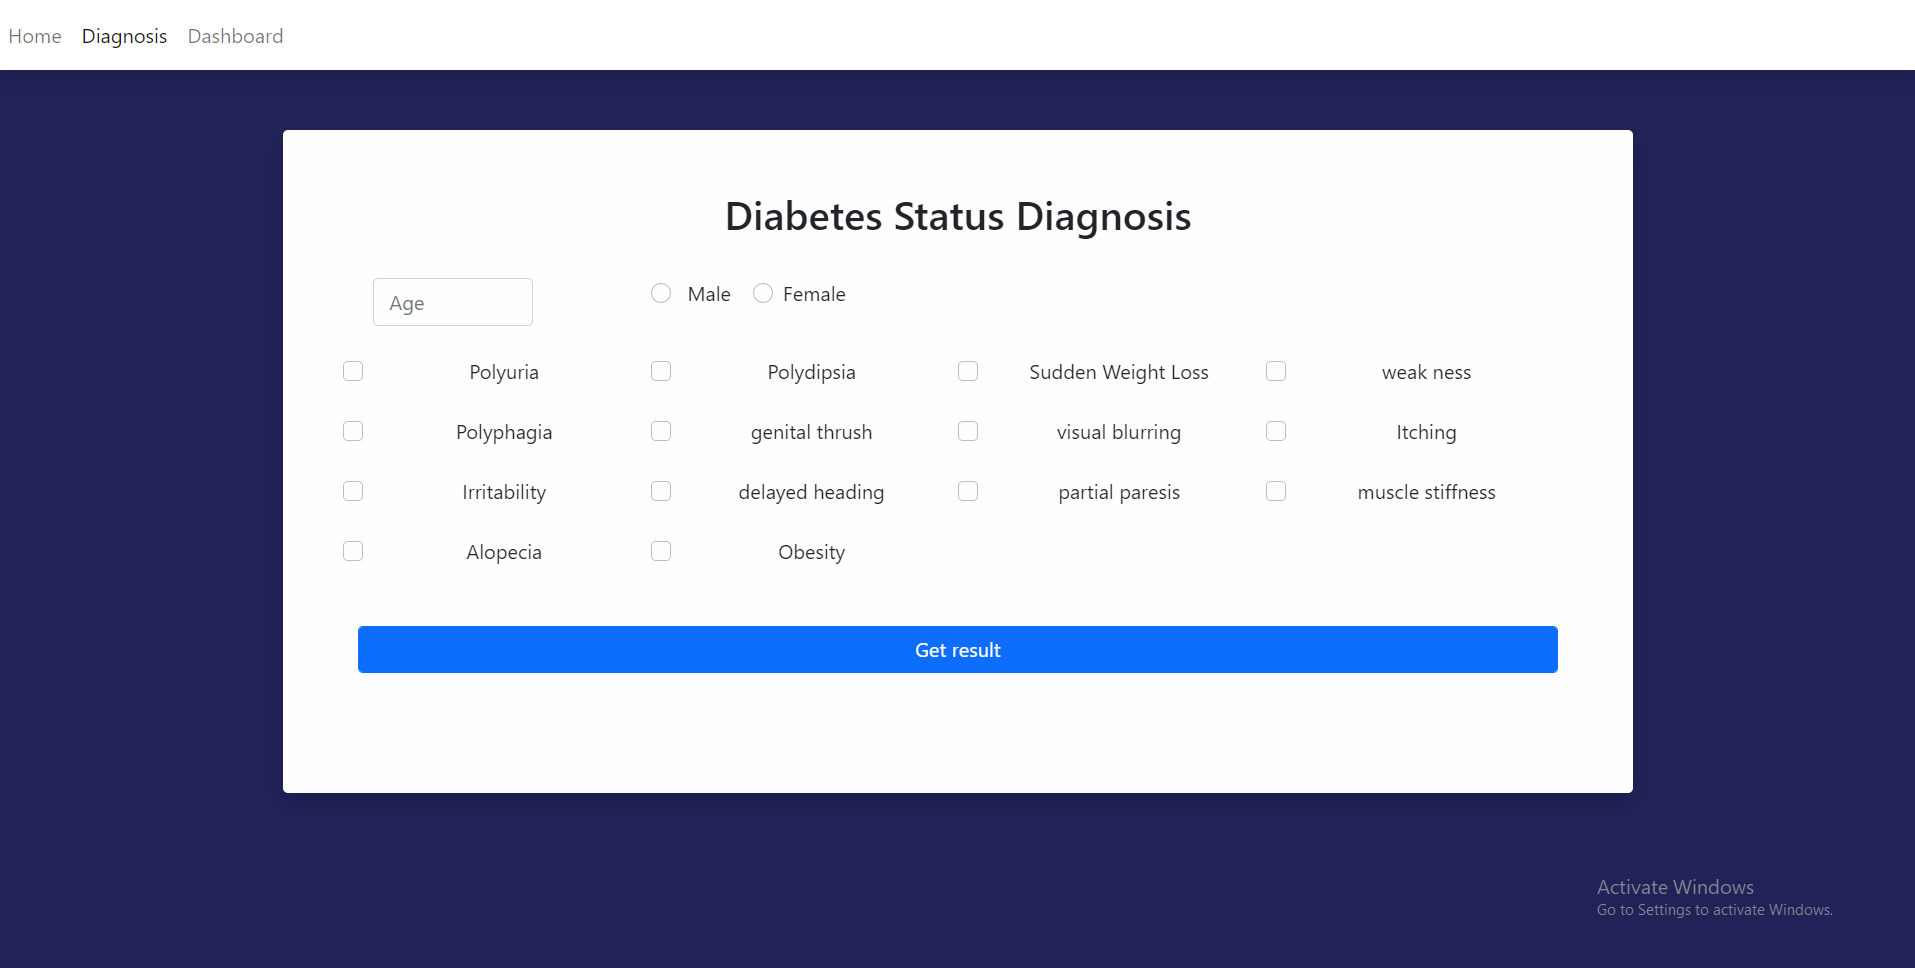 Home Diagnosis Dashboard
Diabetes Status Diagnosis
Age Male Female
Polyuria Polydipsia Sudden Weight Loss weak ness
Polyphagia genital thrush visual blurring Itching
Irritability delayed heading partial paresis muscle stiffness
Alopecia Obesity
Get result
Activate Windows
Go to Settings to activate Windows.